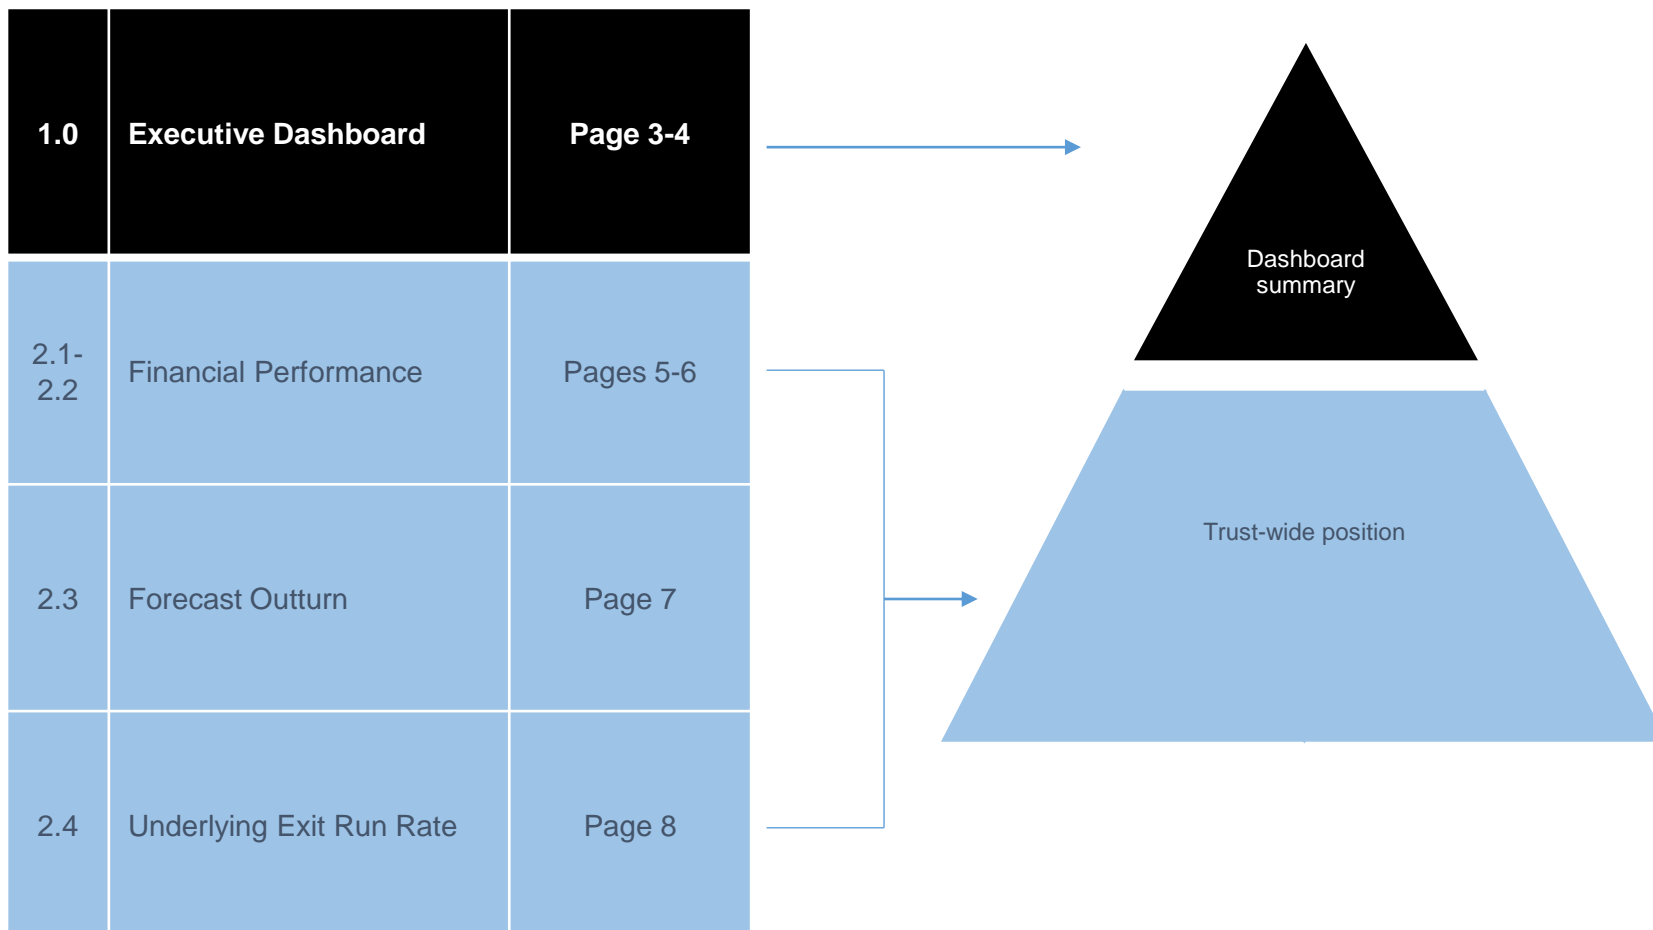 1.0 Executive Dashboard Page 3-4
2.1-
2.2
Financial Performance Pages 5-6
2.3 Forecast Outturn Page 7
2.4 Underlying Exit Run Rate Page 8
Dashboard
summary
Trust-wide position